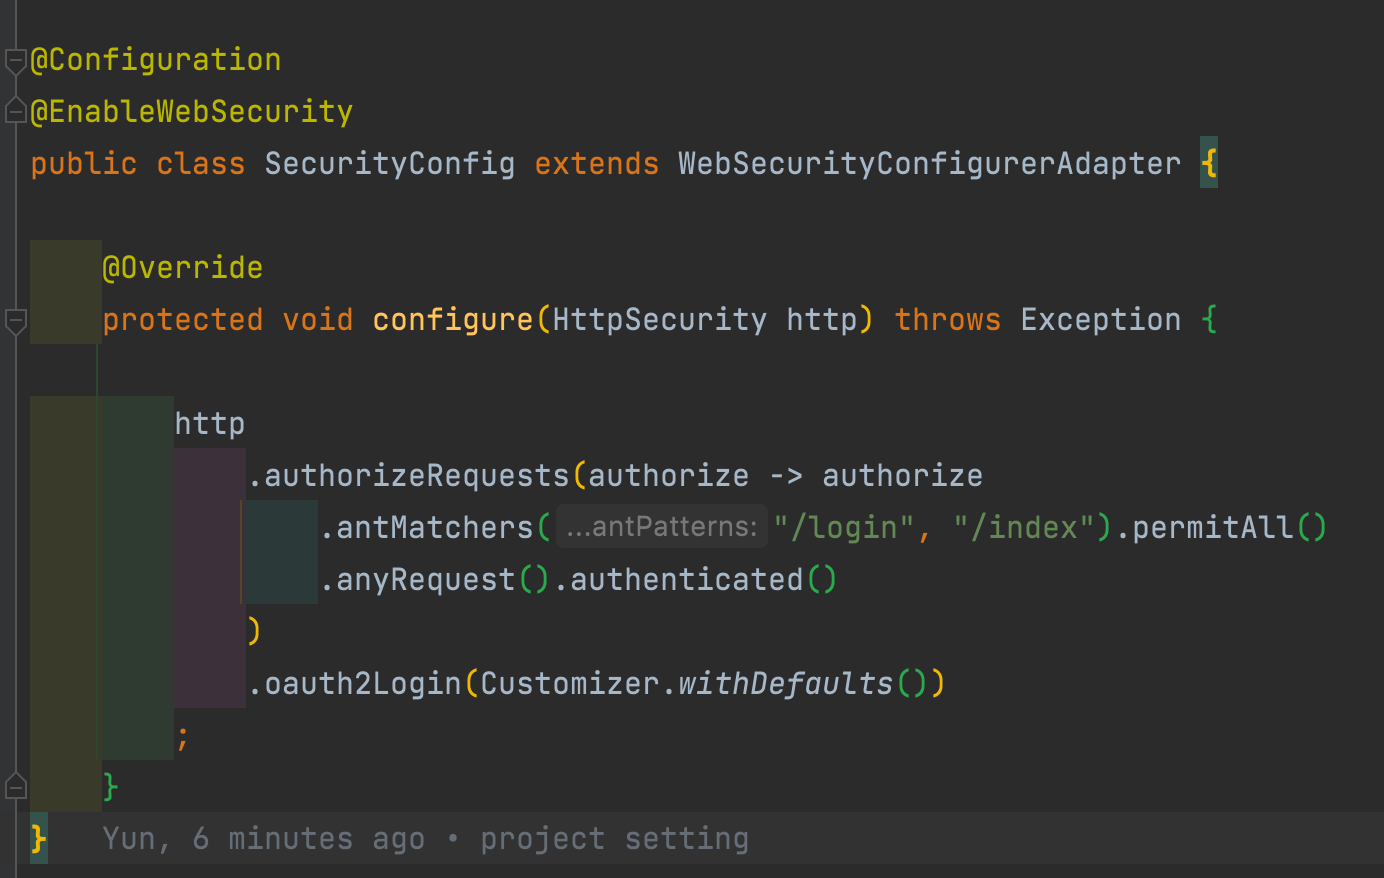 @Configuration
@EnableWebSecurity
public class SecurityConfig extends WebSecurityConfigurerAdapter {
@Override
protected void configure(HttpSecurity http) throws Exception {
http
.authorizeRequests(authorize -> authorize
.antMatchers( ...antPatterns: "/login", "/index").permitAll()
.anyRequest().authenticated()
)
.oauth2Login(Customizer.withDefaults())
;
}
} Yun, 6 minutes ago • project setting